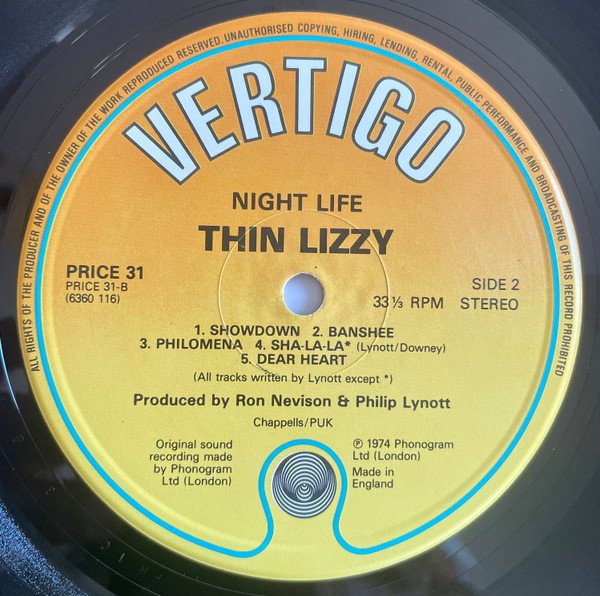 ALL RIGHTS OF THE PRODUCER AND OF THE OWNER OF THE WORK REPRODUCED RESERVED. UNAUTHORISED COPYING, HIRING, LENDING, RENTAL, PUBLIC PERFORMANCE AND BROADCASTING OF THIS RECORD PROHIBITED
VERTIGO
NIGHT LIFE
THIN LIZZY
PRICE 31
PRICE 31-B
(6360 116)
SIDE 2
33 ⅓ RPM STEREO
1. SHOWDOWN 2. BANSHEE
3. PHILOMENA 4. SHA-LA-LA* (Lynott/Downey)
5. DEAR HEART
(All tracks written by Lynott except *)
Produced by Ron Nevison & Philip Lynott
Chappells/PUK
Original sound
recording made
by Phonogram
Ltd (London)
℗ 1974 Phonogram
Ltd (London)
Made in
England